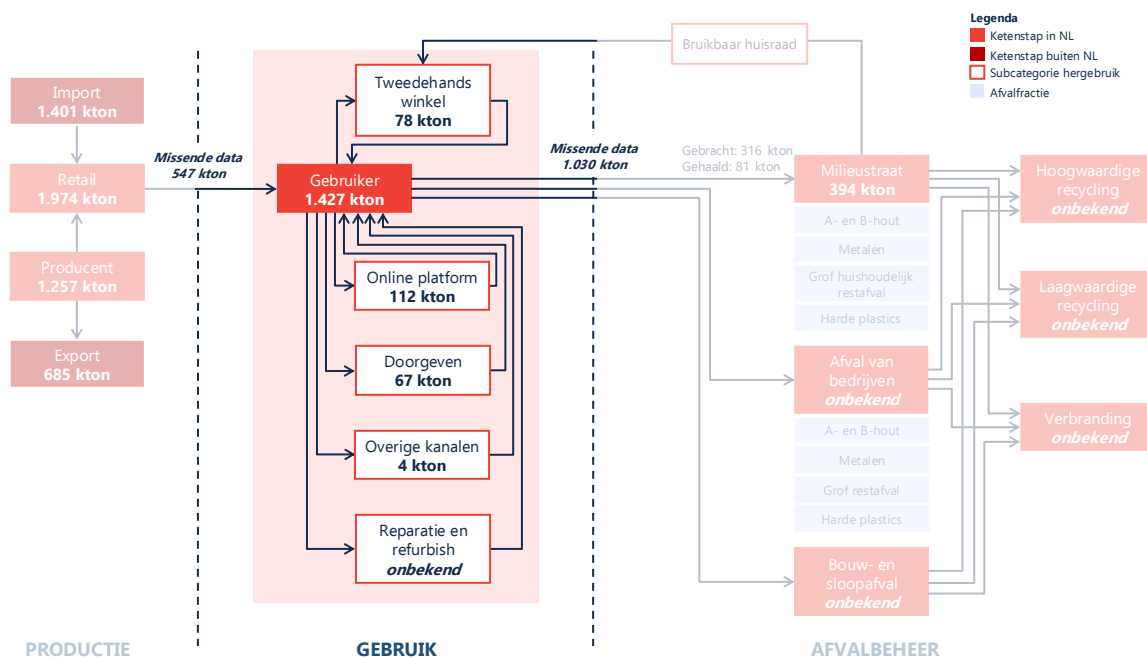 Legenda
Ketenstap in NL
Ketenstap buiten NL
Subcategorie hergebruik
Afvalfractie
Bruikbaar huisraad
Import
1.401 kton
Retail
1.974 kton
Producent
1.257 kton
Export
685 kton
Missende data
547 kton
Tweedehands
winkel
78 kton
Gebruiker
1.427 kton
Online platform
112 kton
Doorgeven
67 kton
Overige kanalen
4 kton
Reparatie en
refurbish
onbekend
Missende data
1.030 kton
Gebracht: 316 kton
Gehaald: 81 kton
Milieustraat
394 kton
A- en B-hout
Metalen
Grof huishoudelijk
restafval
Harde plastics
Afval van
bedrijven
onbekend
A- en B-hout
Metalen
Grof restafval
Harde plastics
Bouw- en
sloopafval
onbekend
Hoogwaardige
recycling
onbekend
Laagwaardige
recycling
onbekend
Verbranding
onbekend
PRODUCTIE
GEBRUIK
AFVALBEHEER